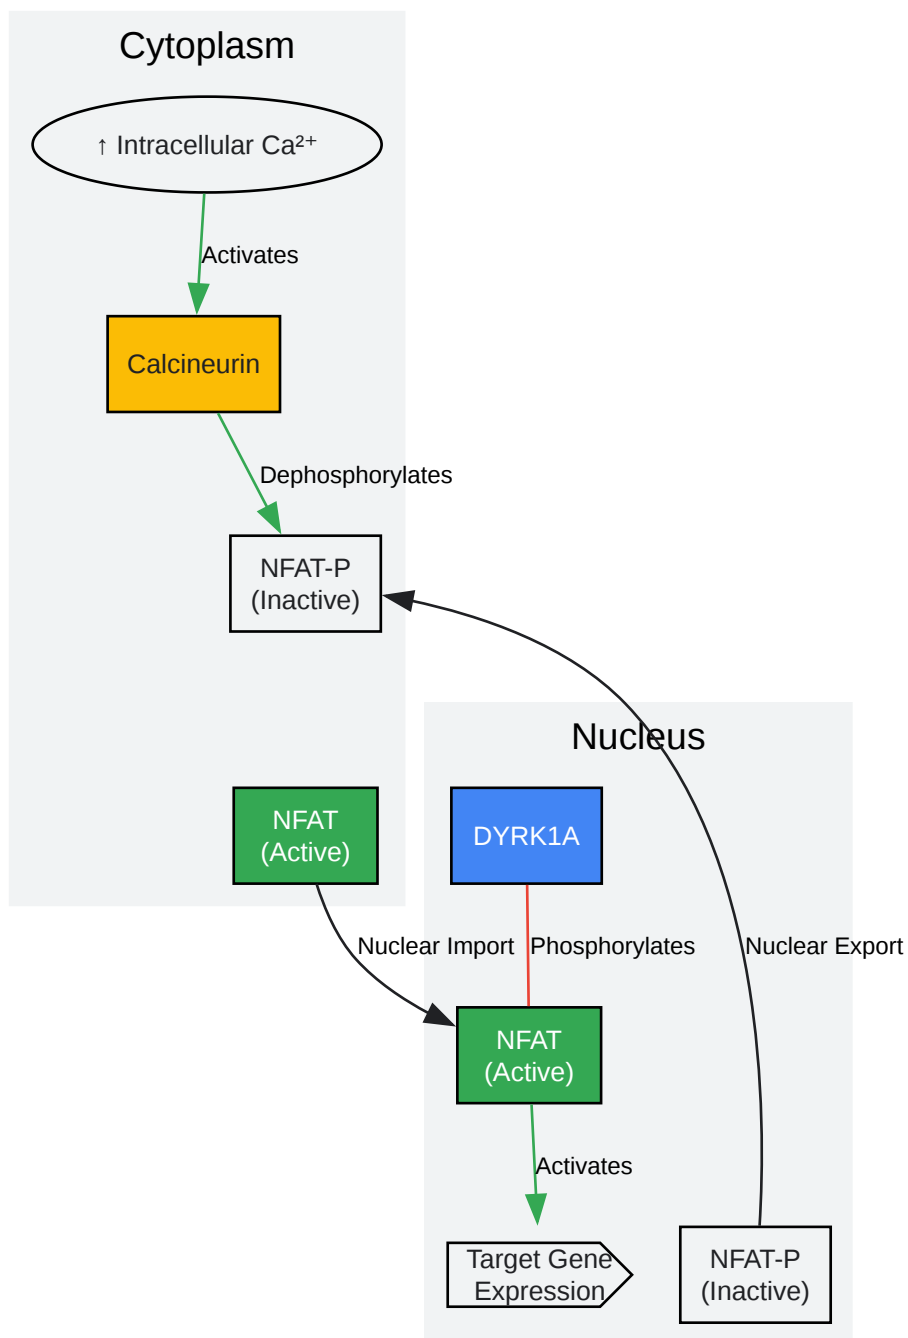 Cytoplasm
↑ Intracellular Ca²⁺
Activates
Calcineurin
Dephosphorylates
NFAT-P
(Inactive)
Nucleus
NFAT
(Active)
DYRK1A
Nuclear Import
Phosphorylates
Nuclear Export
NFAT
(Active)
Activates
Target Gene
Expression
NFAT-P
(Inactive)